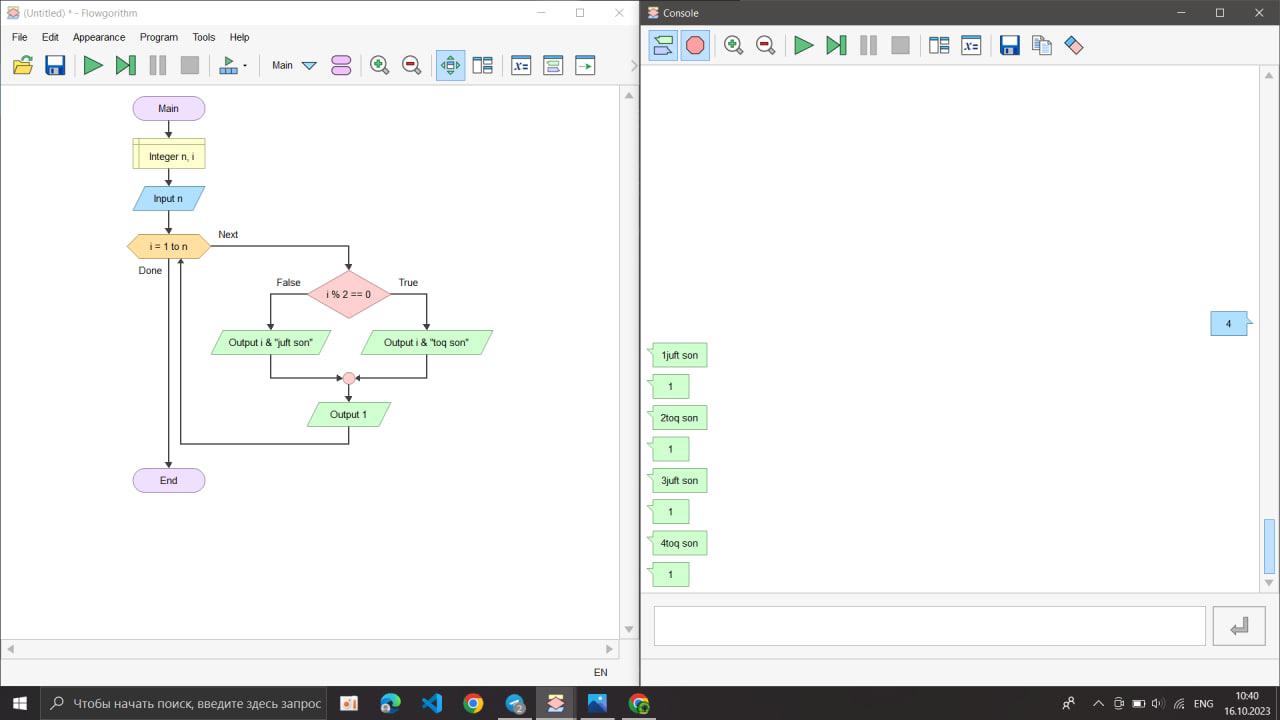 (Untitled) * - Flowgorithm
File Edit Appearance Program Tools Help
Main
Main
Integer n, i
Input n
i = 1 to n
Next
Done
False
True
i % 2 == 0
Output i & "juft son"
Output i & "toq son"
Output 1
End
EN
Console
4
1juft son
1
2toq son
1
3juft son
1
4toq son
1
Чтобы начать поиск, введите здесь запрос
2
ENG
10:40
16.10.2023